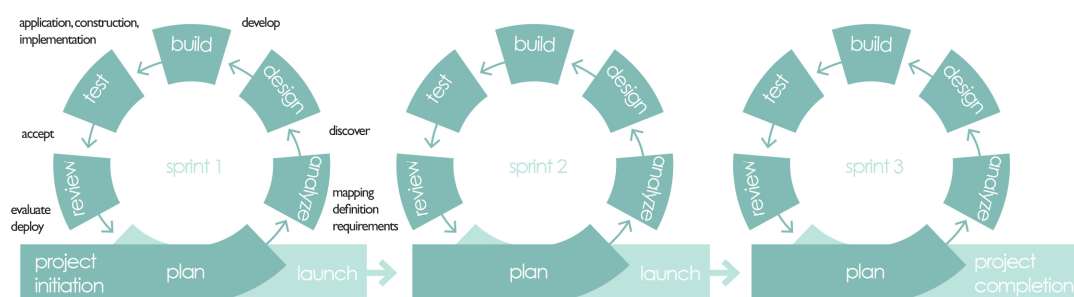 application, construction,
implementation
develop
build
test
design
accept
discover
sprint 1
review
analyze
evaluate
deploy
mapping
definition
requirements
project
initiation
plan
launch
build
test
design
sprint 2
review
analyze
plan
launch
build
test
design
sprint 3
review
analyze
plan
project
completion